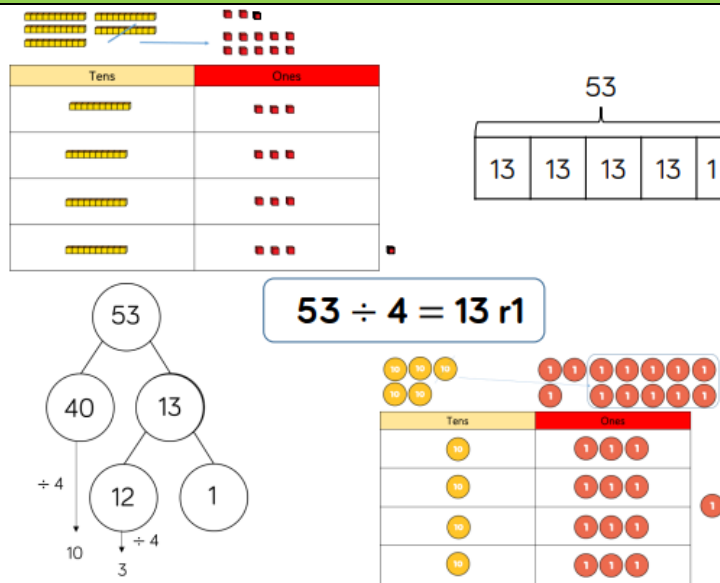 Tens Ones
53
13 13 13 13 1
53 ÷ 4 = 13 r1
53
40 13
÷ 4
12 1
÷ 4
10
3
10 10 10 1 1 1 1 1 1 1
10 10 1 1 1 1 1 1
Tens Ones
10 1 1 1
10 1 1 1
1
10 1 1 1
10 1 1 1